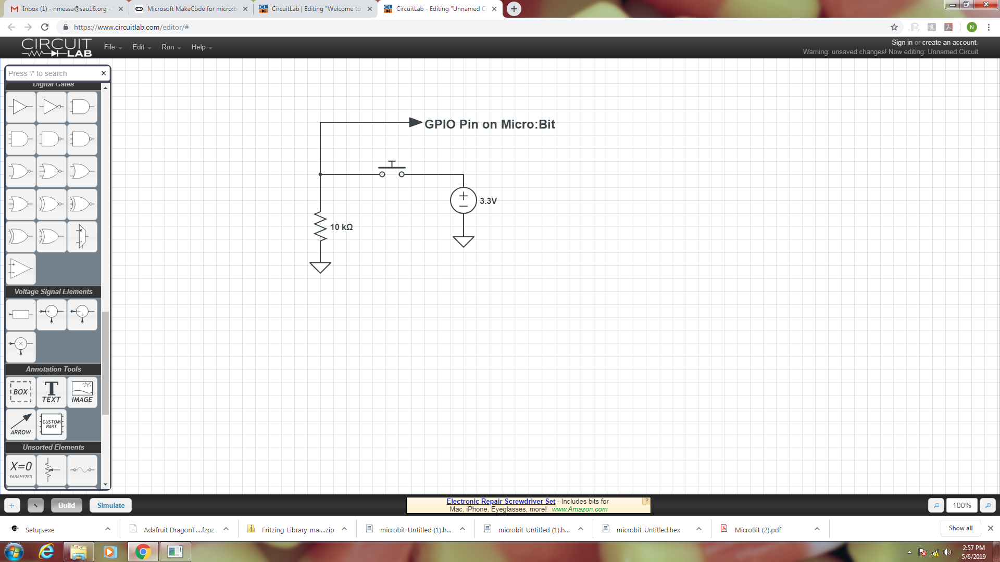 Inbox (1) - nmessa@sau16.org -
Microsoft MakeCode for micro:bi
CircuitLab | Editing "Welcome to
CircuitLab - Editing "Unnamed C
https://www.circuitlab.com/editor/#
N
CIRCUIT
LAB
File
Edit
Run
Help
Sign in or create an account.
Warning: unsaved changes! Now editing: Unnamed Circuit
Press '/' to search
Digital Gates
GPIO Pin on Micro:Bit
3.3V
10 kΩ
Voltage Signal Elements
Annotation Tools
BOX
T
TEXT
IMAGE
ARROW
CUSTOM
PART
Unsorted Elements
X=0
PARAMETER
Build
Simulate
Electronic Repair Screwdriver Set - Includes bits for
Mac, iPhone, Eyeglasses, more! www.Amazon.com
?
100%
Setup.exe
Adafruit DragonT....fzpz
Fritzing-Library-ma....zip
microbit-Untitled (1).h...
microbit-Untitled (1).h...
microbit-Untitled.hex
MicroBit (2).pdf
Show all
2:57 PM
5/6/2019